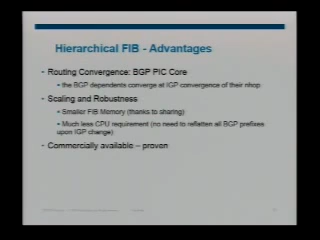 Hierarchical FIB - Advantages
• Routing Convergence: BGP PIC Core
• the BGP dependents converge at IGP convergence of their nhop
• Scaling and Robustness
• Smaller FIB Memory (thanks to sharing)
• Much less CPU requirement (no need to reflatten all BGP prefixes
upon IGP change)
• Commercially available – proven